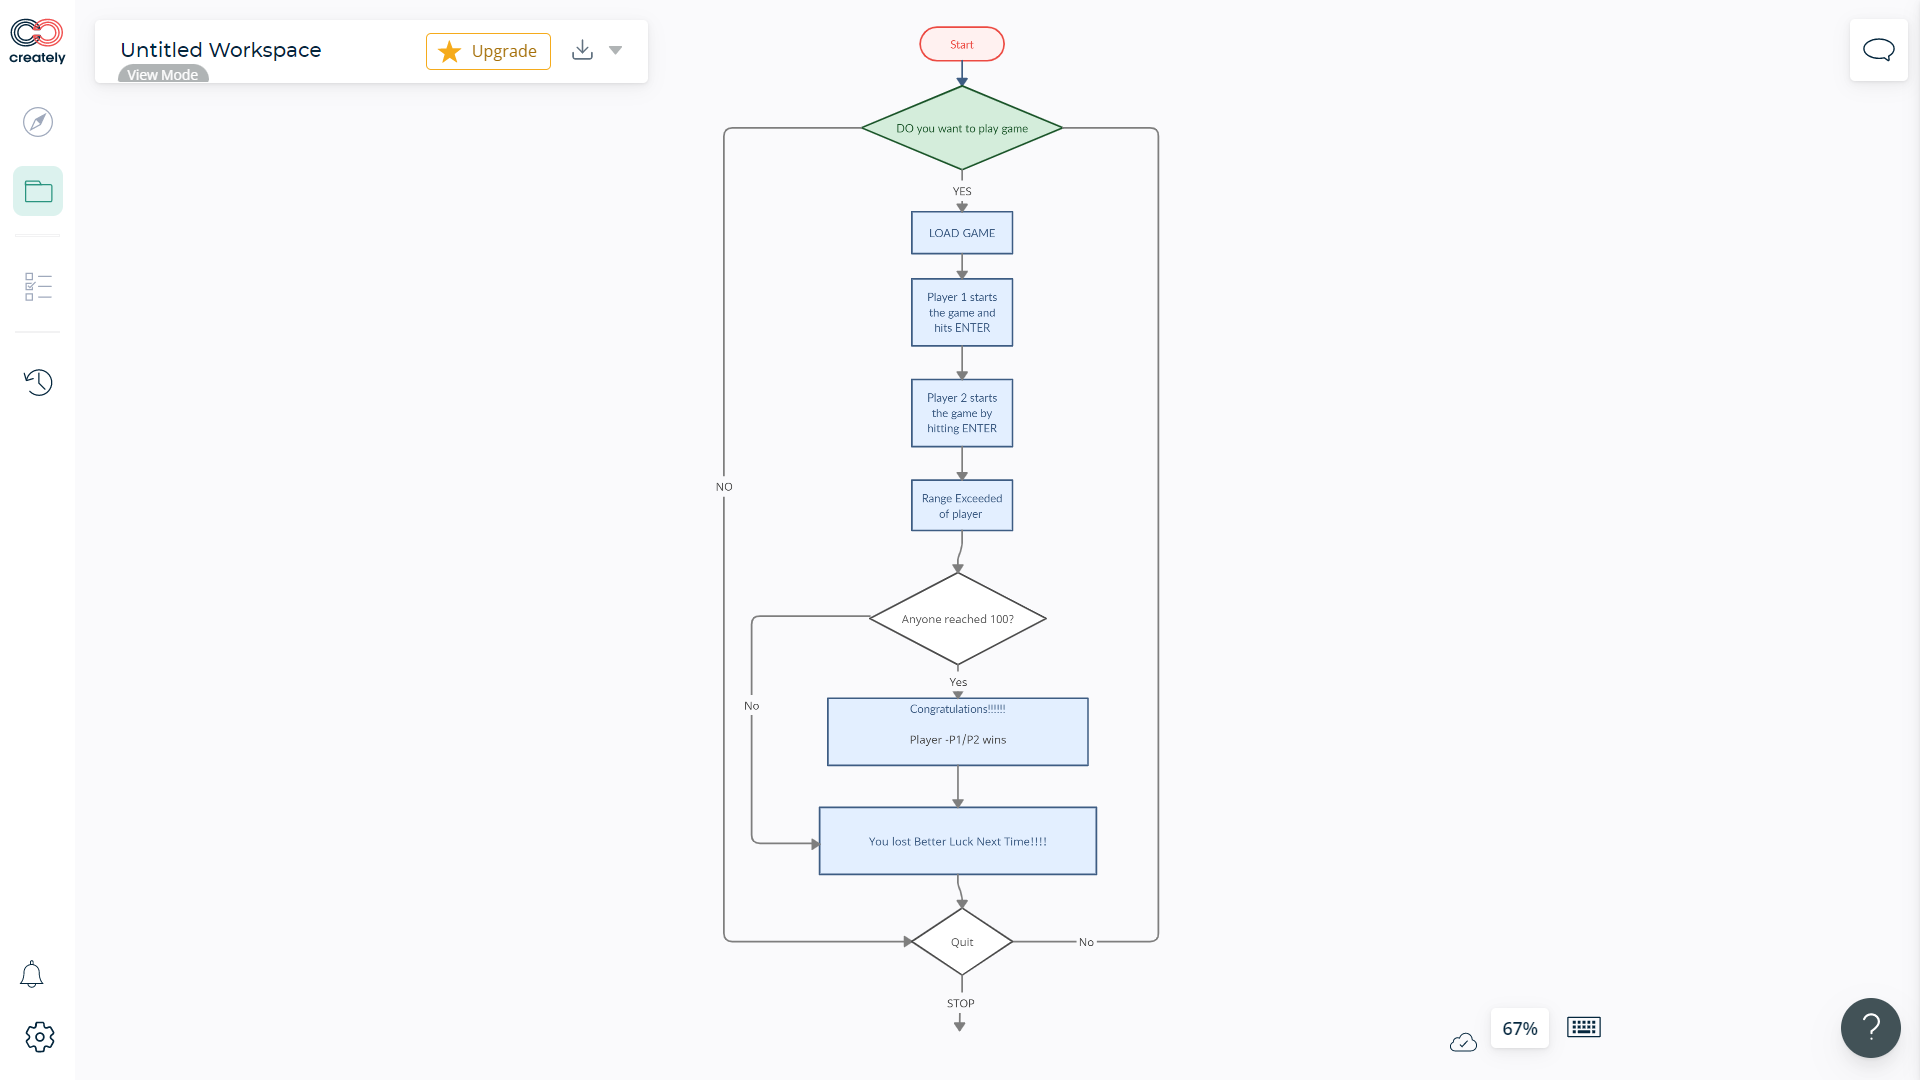 creately
Untitled Workspace
View Mode
Upgrade
Start
DO you want to play game
YES
LOAD GAME
Player 1 starts
the game and
hits ENTER
Player 2 starts
the game by
hitting ENTER
NO
Range Exceeded
of player
Anyone reached 100?
Yes
No
Congratulations!!!!!!
Player -P1/P2 wins
You lost Better Luck Next Time!!!!
Quit
No
STOP
67%
?